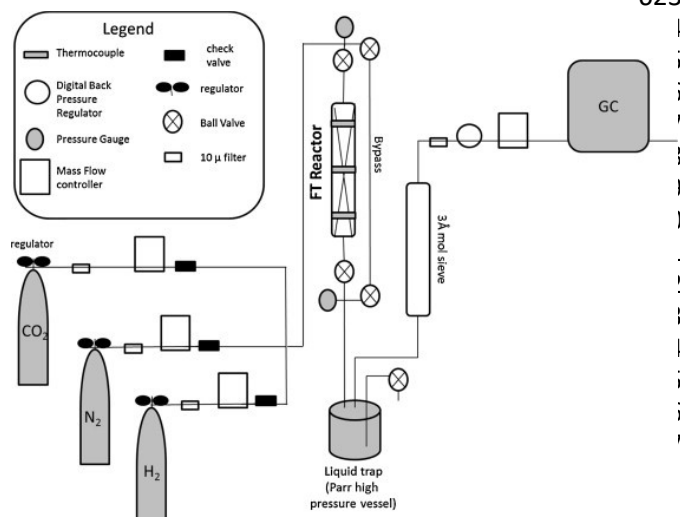 Legend
Thermocouple
check
valve
Digital Back
Pressure
Regulator
regulator
Ball Valve
Pressure Gauge
10 μ filter
Mass Flow
controller
FT Reactor
Bypass
3Å mol sieve
GC
regulator
CO₂
N₂
H₂
Liquid trap
(Parr high
pressure vessel)